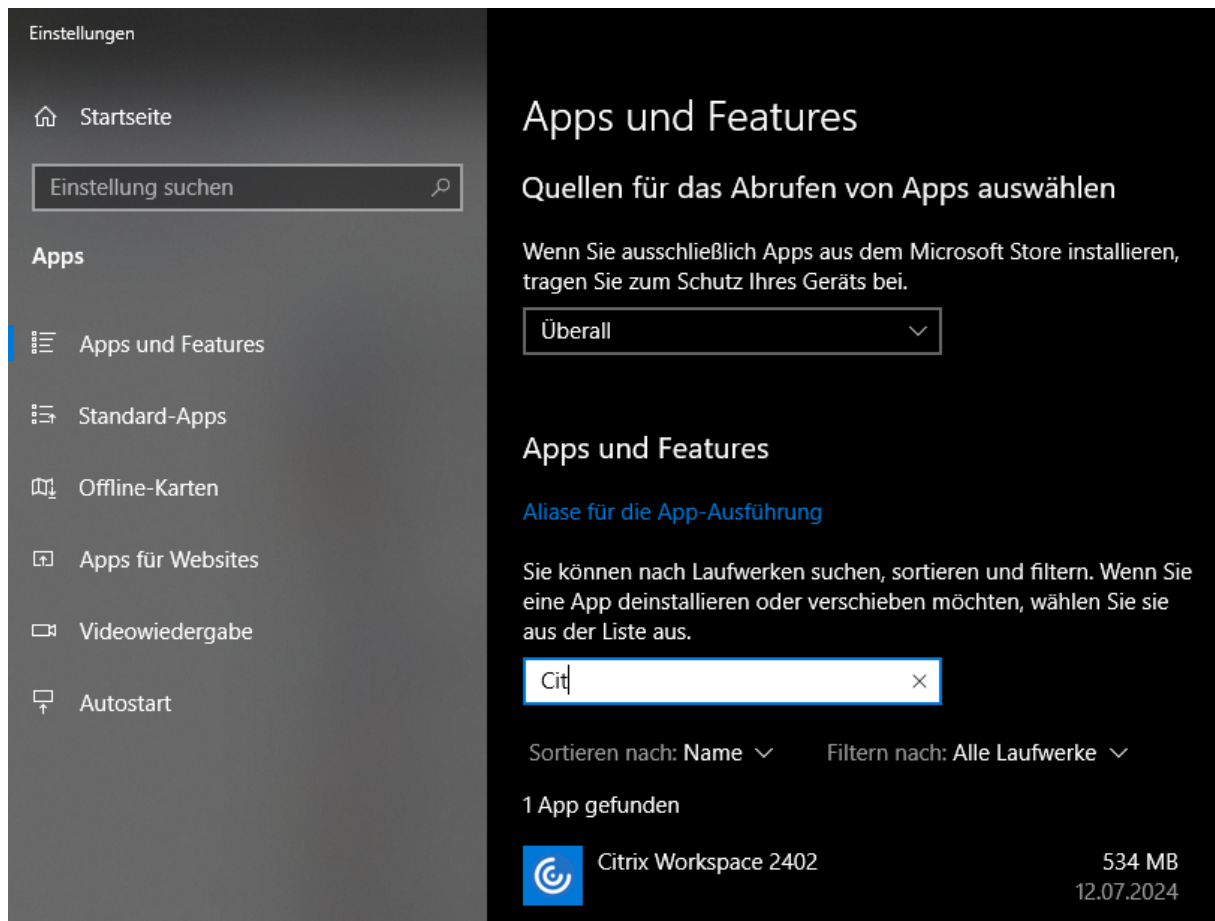 Einstellungen
Startseite
Einstellung suchen
Apps
Apps und Features
Standard-Apps
Offline-Karten
Apps für Websites
Videowiedergabe
Autostart
Apps und Features
Quellen für das Abrufen von Apps auswählen
Wenn Sie ausschließlich Apps aus dem Microsoft Store installieren,
tragen Sie zum Schutz Ihres Geräts bei.
Überall
Apps und Features
Aliase für die App-Ausführung
Sie können nach Laufwerken suchen, sortieren und filtern. Wenn Sie
eine App deinstallieren oder verschieben möchten, wählen Sie sie
aus der Liste aus.
Cit
Sortieren nach: Name Filtern nach: Alle Laufwerke
1 App gefunden
Citrix Workspace 2402 534 MB
12.07.2024